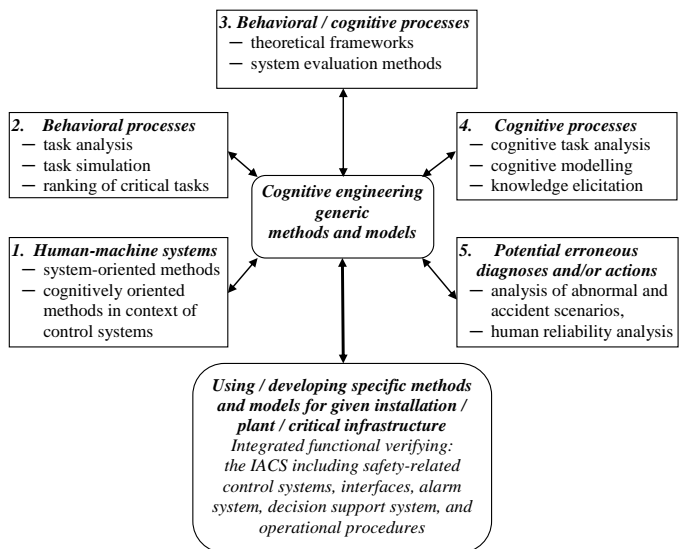 3. Behavioral / cognitive processes
— theoretical frameworks
— system evaluation methods
2. Behavioral processes
— task analysis
— task simulation
— ranking of critical tasks
4. Cognitive processes
— cognitive task analysis
— cognitive modelling
— knowledge elicitation
Cognitive engineering
generic
methods and models
1. Human-machine systems
— system-oriented methods
— cognitively oriented
methods in context of
control systems
5. Potential erroneous
diagnoses and/or actions
— analysis of abnormal and
accident scenarios,
— human reliability analysis
Using / developing specific methods
and models for given installation /
plant / critical infrastructure
Integrated functional verifying:
the IACS including safety-related
control systems, interfaces, alarm
system, decision support system, and
operational procedures